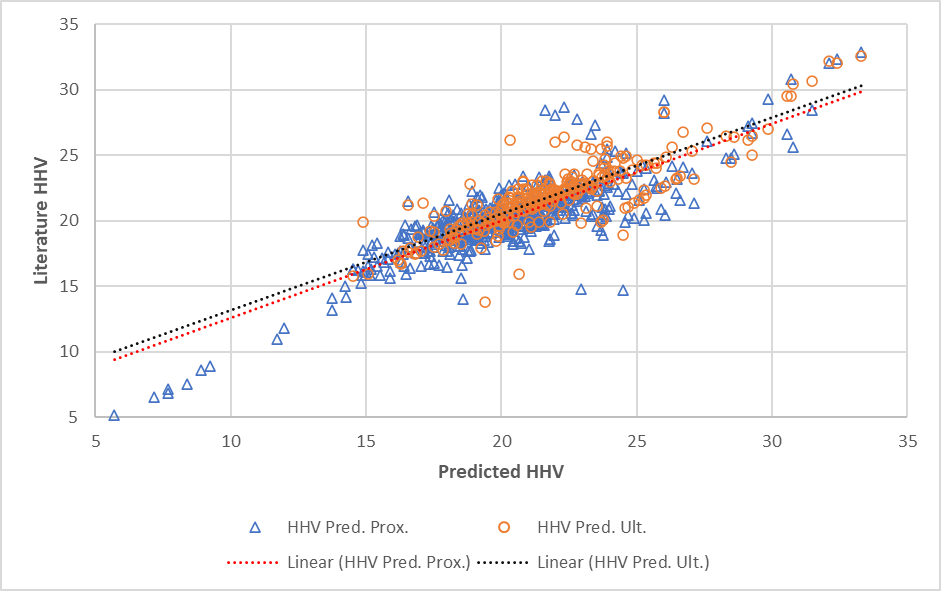 35
30
25
20
15
10
5
Literature HHV
5 10 15 20 25 30 35
Predicted HHV
HHV Pred. Prox. HHV Pred. Ult.
Linear (HHV Pred. Prox.) Linear (HHV Pred. Ult.)